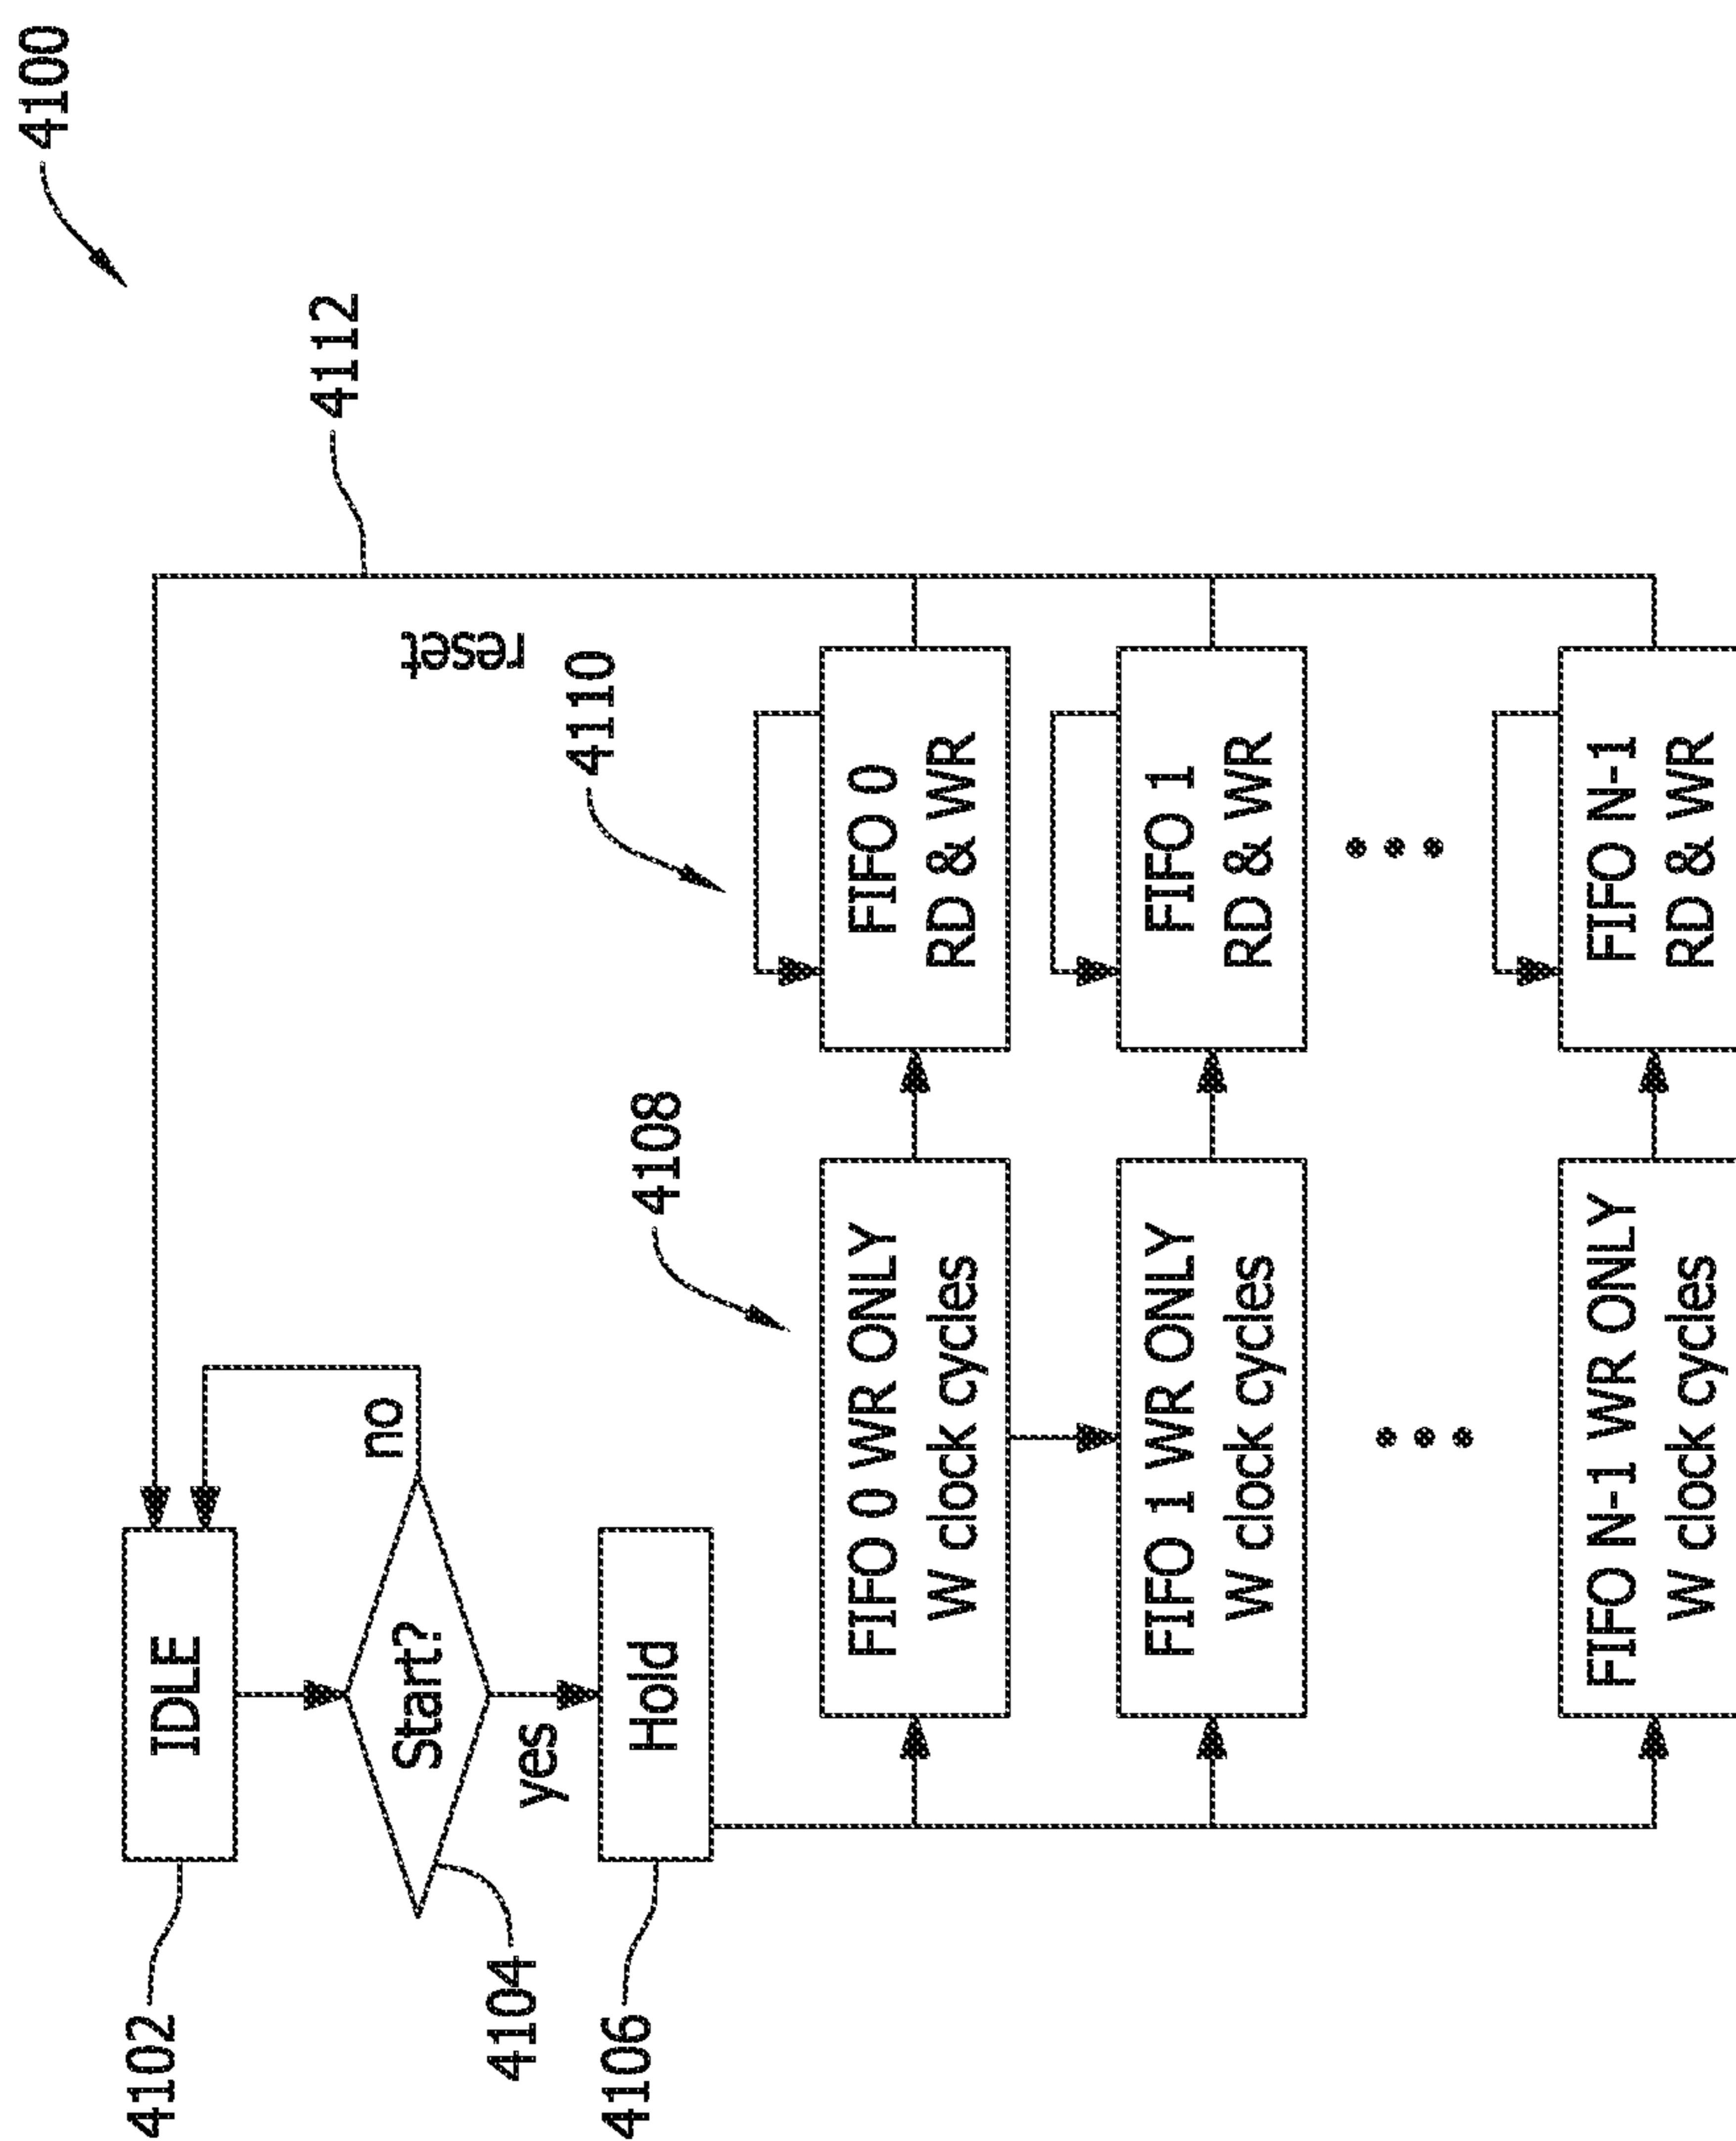 4100
4102
IDLE
4112
no
4104
Start?
reset
yes
4106
Hold
4108
4110
FIFO 0 WR ONLY
W clock cycles
FIFO 0
RD & WR
FIFO 1 WR ONLY
W clock cycles
FIFO 1
RD & WR
FIFO N-1 WR ONLY
W clock cycles
FIFO N-1
RD & WR